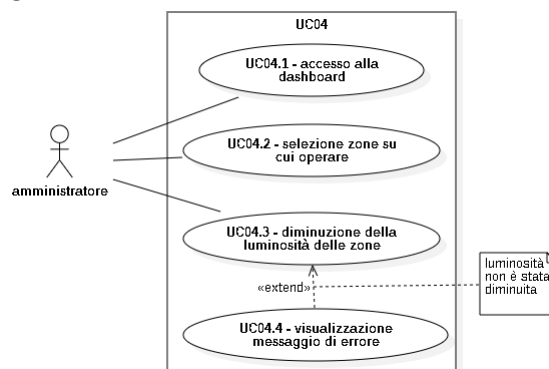 UC04
UC04.1 - accesso alla
dashboard
UC04.2 - selezione zone su
cui operare
amministratore
UC04.3 - diminuzione della
luminosità delle zone
«extend»
luminosità
non è stata
diminuita
UC04.4 - visualizzazione
messaggio di errore